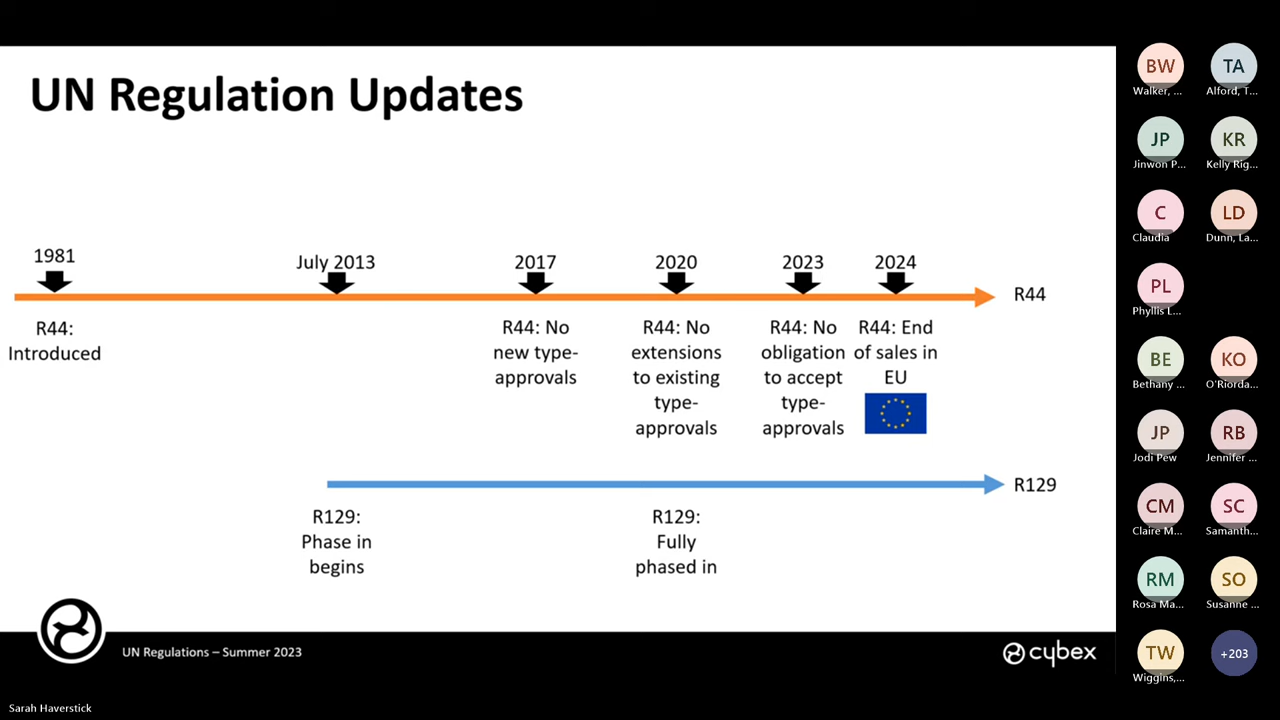 UN Regulation Updates
1981
July 2013
2017
2020
2023
2024
R44
R44:
Introduced
R44: No
new type-
approvals
R44: No
extensions
to existing
type-
approvals
R44: No
obligation
to accept
type-
approvals
R44: End
of sales in
EU
R129
R129:
Phase in
begins
R129:
Fully
phased in
UN Regulations – Summer 2023
cybex
Sarah Haverstick
BW
Walker, ...
TA
Alford, T...
JP
Jinwon P...
KR
Kelly Rig...
C
Claudia
LD
Dunn, La...
PL
Phyllis L...
BE
Bethany ...
KO
O'Riorda...
JP
Jodi Pew
RB
Jennifer ...
CM
Claire M...
SC
Samanth...
RM
Rosa Ma...
SO
Susanne ...
TW
Wiggins,...
+203